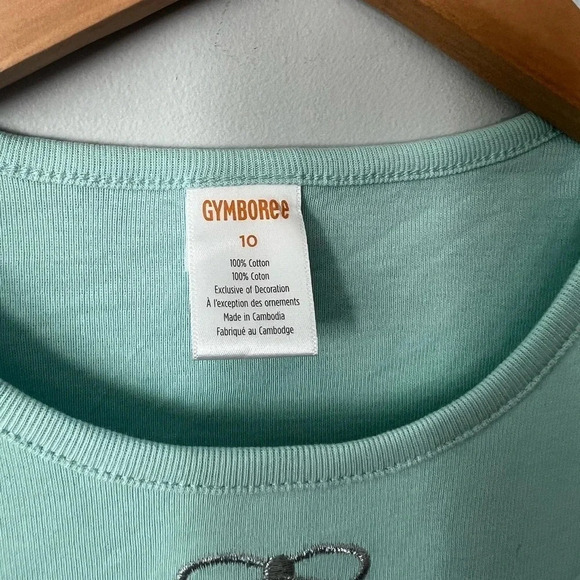 GYMBORee
10
100% Cotton
100% Coton
Exclusive of Decoration
À l'exception des ornements
Made in Cambodia
Fabriqué au Cambodge